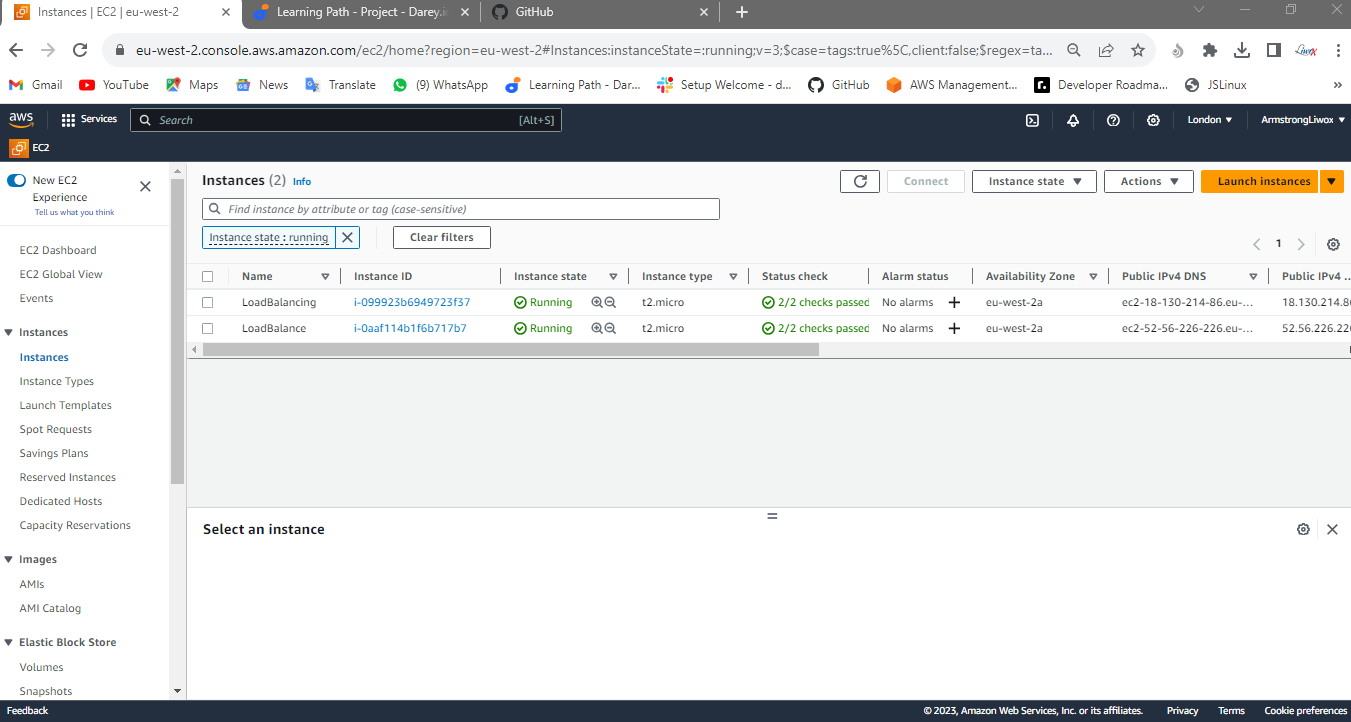 Instances | EC2 | eu-west-2
Learning Path - Project - Darey.i
GitHub
eu-west-2.console.aws.amazon.com/ec2/home?region=eu-west-2#Instances:instanceState=:running;v=3;$case=tags:true%5C,client:false;$regex=ta...
Gmail YouTube Maps News Translate (9) WhatsApp Learning Path - Dar... Setup Welcome - d... GitHub AWS Management... Developer Roadma... JSLinux »
aws Services Search [Alt+S] London ArmstrongLiwox
EC2
New EC2
Experience
Tell us what you think
EC2 Dashboard
EC2 Global View
Events
Instances
Instances
Instance Types
Launch Templates
Spot Requests
Savings Plans
Reserved Instances
Dedicated Hosts
Capacity Reservations
Images
AMIs
AMI Catalog
Elastic Block Store
Volumes
Snapshots
Instances (2) Info
Connect Instance state Actions Launch instances
Find instance by attribute or tag (case-sensitive)
Instance state : running Clear filters
1
Name Instance ID Instance state Instance type Status check Alarm status Availability Zone Public IPv4 DNS Public IPv4 ...
LoadBalancing i-099923b6949723f37 Running t2.micro 2/2 checks passed No alarms + eu-west-2a ec2-18-130-214-86.eu-... 18.130.214.8
LoadBalance i-0aaf114b1f6b717b7 Running t2.micro 2/2 checks passed No alarms + eu-west-2a ec2-52-56-226-226.eu-... 52.56.226.22
Select an instance
Feedback © 2023, Amazon Web Services, Inc. or its affiliates. Privacy Terms Cookie preferences